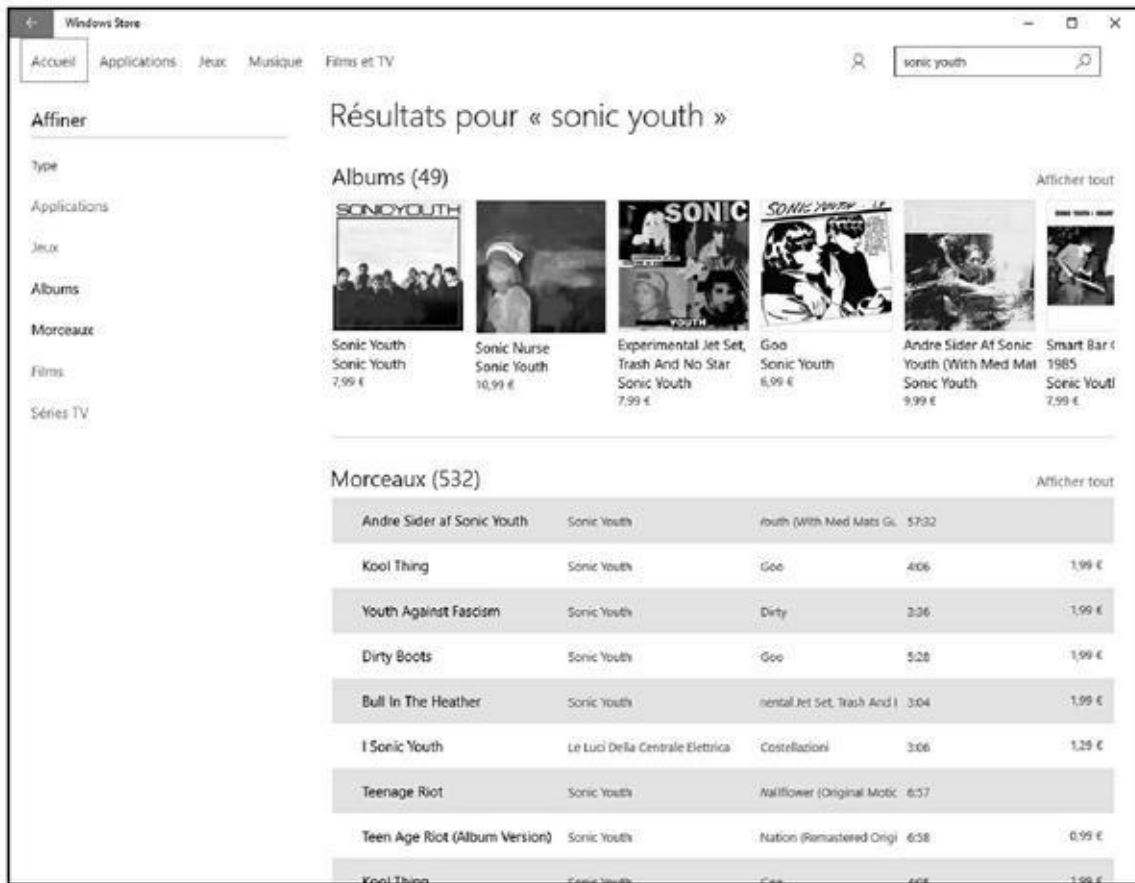 Windows Store
Accueil Applications Jeux Musique Films et TV sonic youth
Affiner
Type
Applications
Jeux
Albums
Morceaux
Films
Séries TV
Résultats pour « sonic youth »
Albums (49) Afficher tout
SONICYOUTH
SONIC
YOUTH
SONIC YOUTH
Sonic Youth
Sonic Youth
7,99 €
Sonic Nurse
Sonic Youth
10,99 €
Experimental Jet Set,
Trash And No Star
Sonic Youth
7,99 €
Goo
Sonic Youth
6,99 €
Andre Sider Af Sonic
Youth (With Med Mat
Sonic Youth
9,99 €
Smart Bar
1985
Sonic Yout
7,99 €
Morceaux (532) Afficher tout
Andre Sider af Sonic Youth Sonic Youth Youth (With Med Mats 57:32
Kool Thing Sonic Youth Goo 4:06 1,99 €
Youth Against Fascism Sonic Youth Dirty 3:36 1,99 €
Dirty Boots Sonic Youth Goo 5:28 1,99 €
Bull In The Heather Sonic Youth mental Jet Set, Trash And 3:04 1,99 €
I Sonic Youth Le Luci Della Centrale Elettrica Costellazioni 3:06 1,29 €
Teenage Riot Sonic Youth Wallflower (Original Motic 6:57
Teen Age Riot (Album Version) Sonic Youth Nation (Remastered Origi 6:58 0,99 €
Kool Thing Sonic Youth Goo 1,99 €